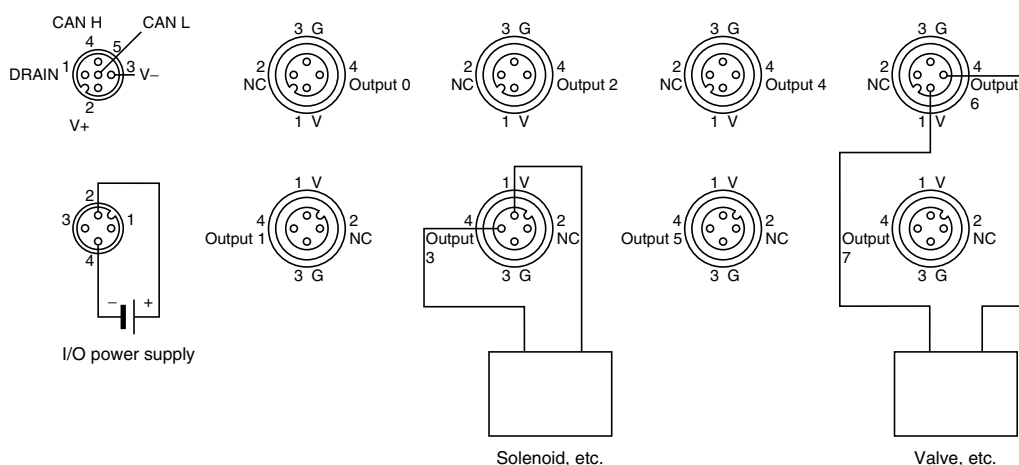 CAN H
CAN L
4
5
DRAIN
1
3
V–
2
V+
3 G
2
NC
4
Output 0
1 V
3 G
2
NC
4
Output 2
1 V
3 G
2
NC
4
Output 4
1 V
3 G
2
NC
4
Output
6
1 V
2
3
1
4
–
+
I/O power supply
1 V
4
Output 1
2
NC
3 G
1 V
4
Output
3
2
NC
3 G
1 V
4
Output 5
2
NC
3 G
1 V
4
Output
7
2
NC
3 G
Solenoid, etc.
Valve, etc.